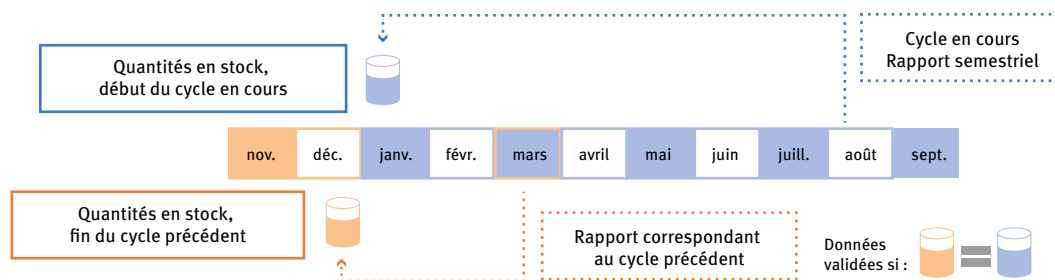 Quantités en stock,
début du cycle en cours
Cycle en cours
Rapport semestriel
nov. déc. janv. févr. mars avril mai juin juill. août sept.
Quantités en stock,
fin du cycle précédent
Rapport correspondant
au cycle précédent
Données
validées si :